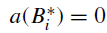 a(B_i^*) = 0